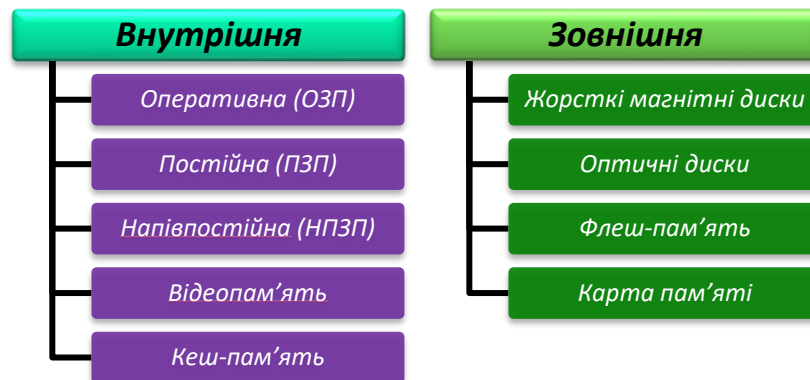 Внутрішня
Оперативна (ОЗП)
Постійна (ПЗП)
Напівпостійна (НПЗП)
Відеопам’ять
Кеш-пам’ять
Зовнішня
Жорсткі магнітні диски
Оптичні диски
Флеш-пам’ять
Карта пам’яті